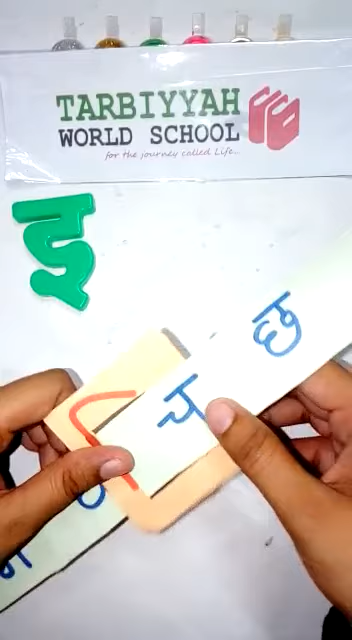 TARBIYYAH
WORLD SCHOOL
for the journey called Life...
इ
छ
च